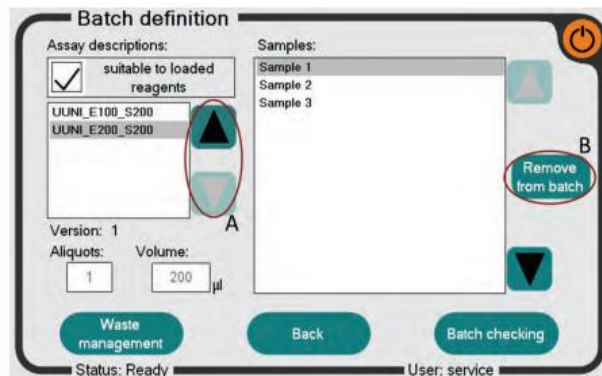 Batch definition
Assay descriptions:
suitable to loaded
reagents
UUNI_E100_S200
UUNI_E200_S200
A
Version: 1
Aliquots: Volume:
1 200 µl
Samples:
Sample 1
Sample 2
Sample 3
B
Remove
from batch
Waste
management
Back
Batch checking
Status: Ready
User: service